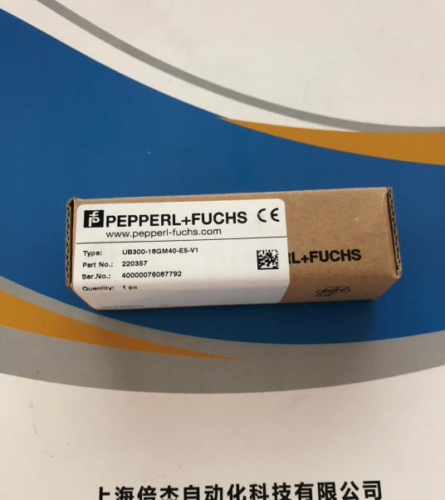 PEPPERL+FUCHS CE
www.pepperl-fuchs.com
Type: UB300-18GM40-E5-V1
Part No.: 220357
Ser.No.: 40000076087792
Quantity: 1 pc
RL+FUCHS
上海倍杰自动化科技有限公司